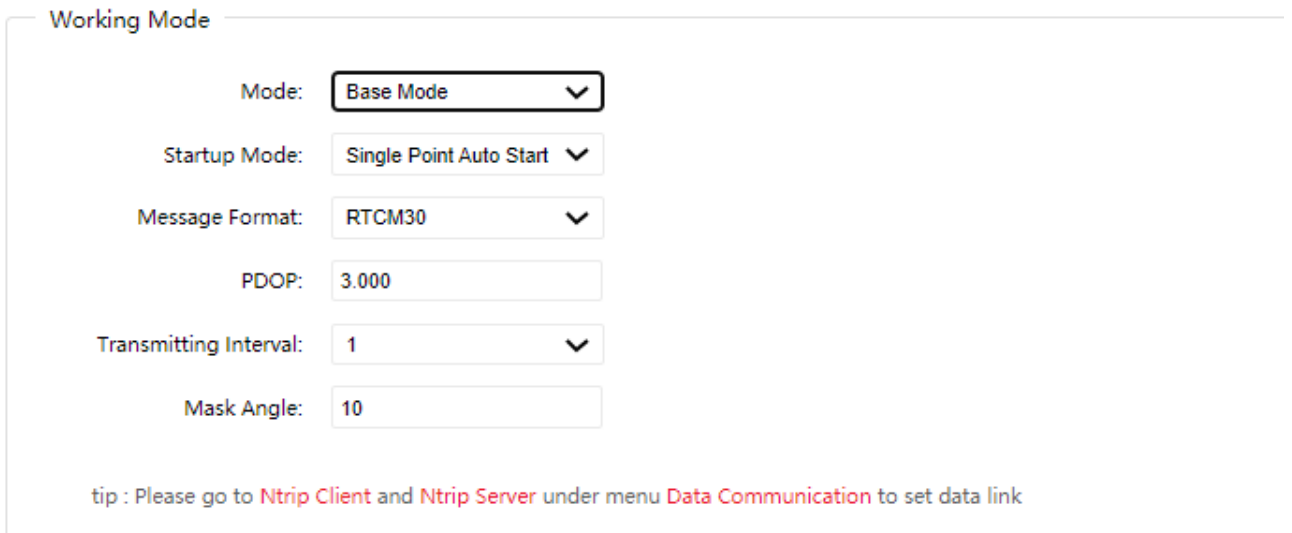 Working Mode
Mode: Base Mode
Startup Mode: Single Point Auto Start
Message Format: RTCM30
PDOP: 3.000
Transmitting Interval: 1
Mask Angle: 10
tip : Please go to Ntrip Client and Ntrip Server under menu Data Communication to set data link